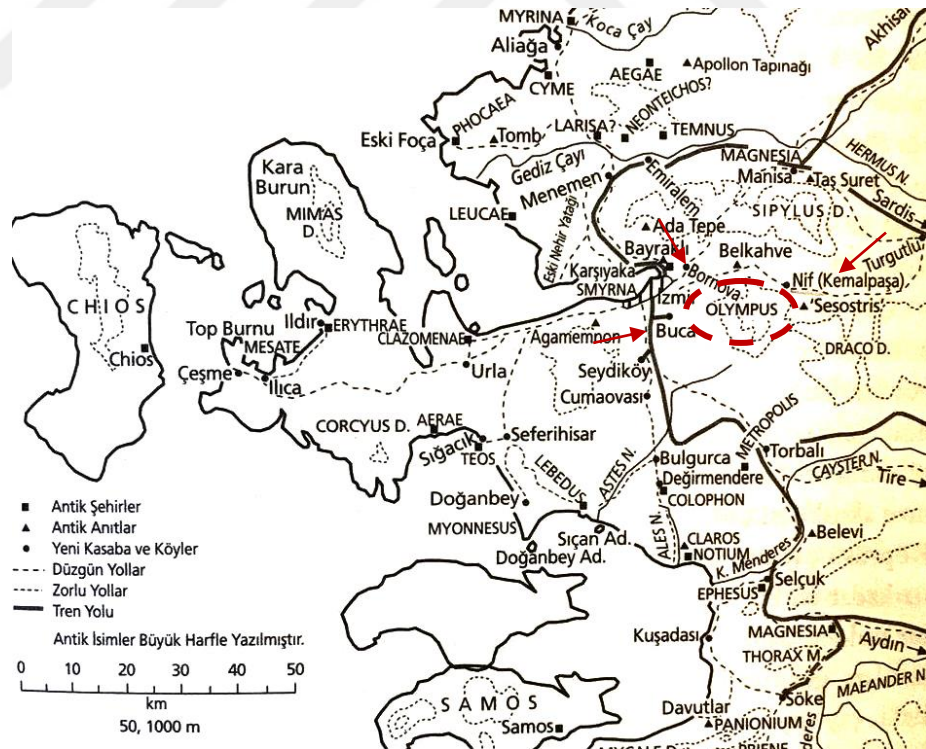 MYRINA
Koca Çay
Akhisar
Aliağa
AEGAE
Apollon Tapınağı
CYME
PHOCAEA
NEONTEICHOS?
Tomb
LARISA?
TEMNUS
Eski Foça
HERMUS N.
MAGNESIA
Gediz Çayı
Manisa
Taş Suret
Kara
Burun
Menemen
Emiralem
Sardis
MIMAS
D.
LEUCAE
SIPYLUS D.
Eski Nehir Yatağı
Ada Tepe
Turgutlu
Bayraklı
Belkahve
CHIOS
Karşıyaka
Bornova
Nif (Kemalpaşa)
SMYRNA
İzmi
OLYMPUS
'Sesostris'
Top Burnu
Ildır
ERYTHRAE
Agamemnon
Buca
MESATE
CLAZOMENAE
DRACO D.
Chios
Çeşme
Urla
Seydiköy
Ilıca
Cumaovası
CORCYUS D.
AERAE
METROPOLIS
Sığacık
Seferihisar
TEOS
Torbalı
Bulgurca
CAYSTER N.
LEBEDUS
ASTES N.
Değirmendere
Tire
Doğanbey
COLOPHON
MYONNESUS
Sıçan Ad.
ALES N.
CLAROS
Belevi
Doğanbey Ad.
NOTIUM
K. Menderes
Selçuk
EPHESUS
Kuşadası
MAGNESIA
Aydın
THORAX M.
MAEANDER N.
Söke
SAMOS
Davutlar
Samos
PANIONIUM
deres
MYCALE D.
PRIENE
Antik Şehirler
Antik Anıtlar
Yeni Kasaba ve Köyler
Düzgün Yollar
Zorlu Yollar
Tren Yolu
Antik İsimler Büyük Harfle Yazılmıştır.
0 10 20 30 40 50
km
50, 1000 m